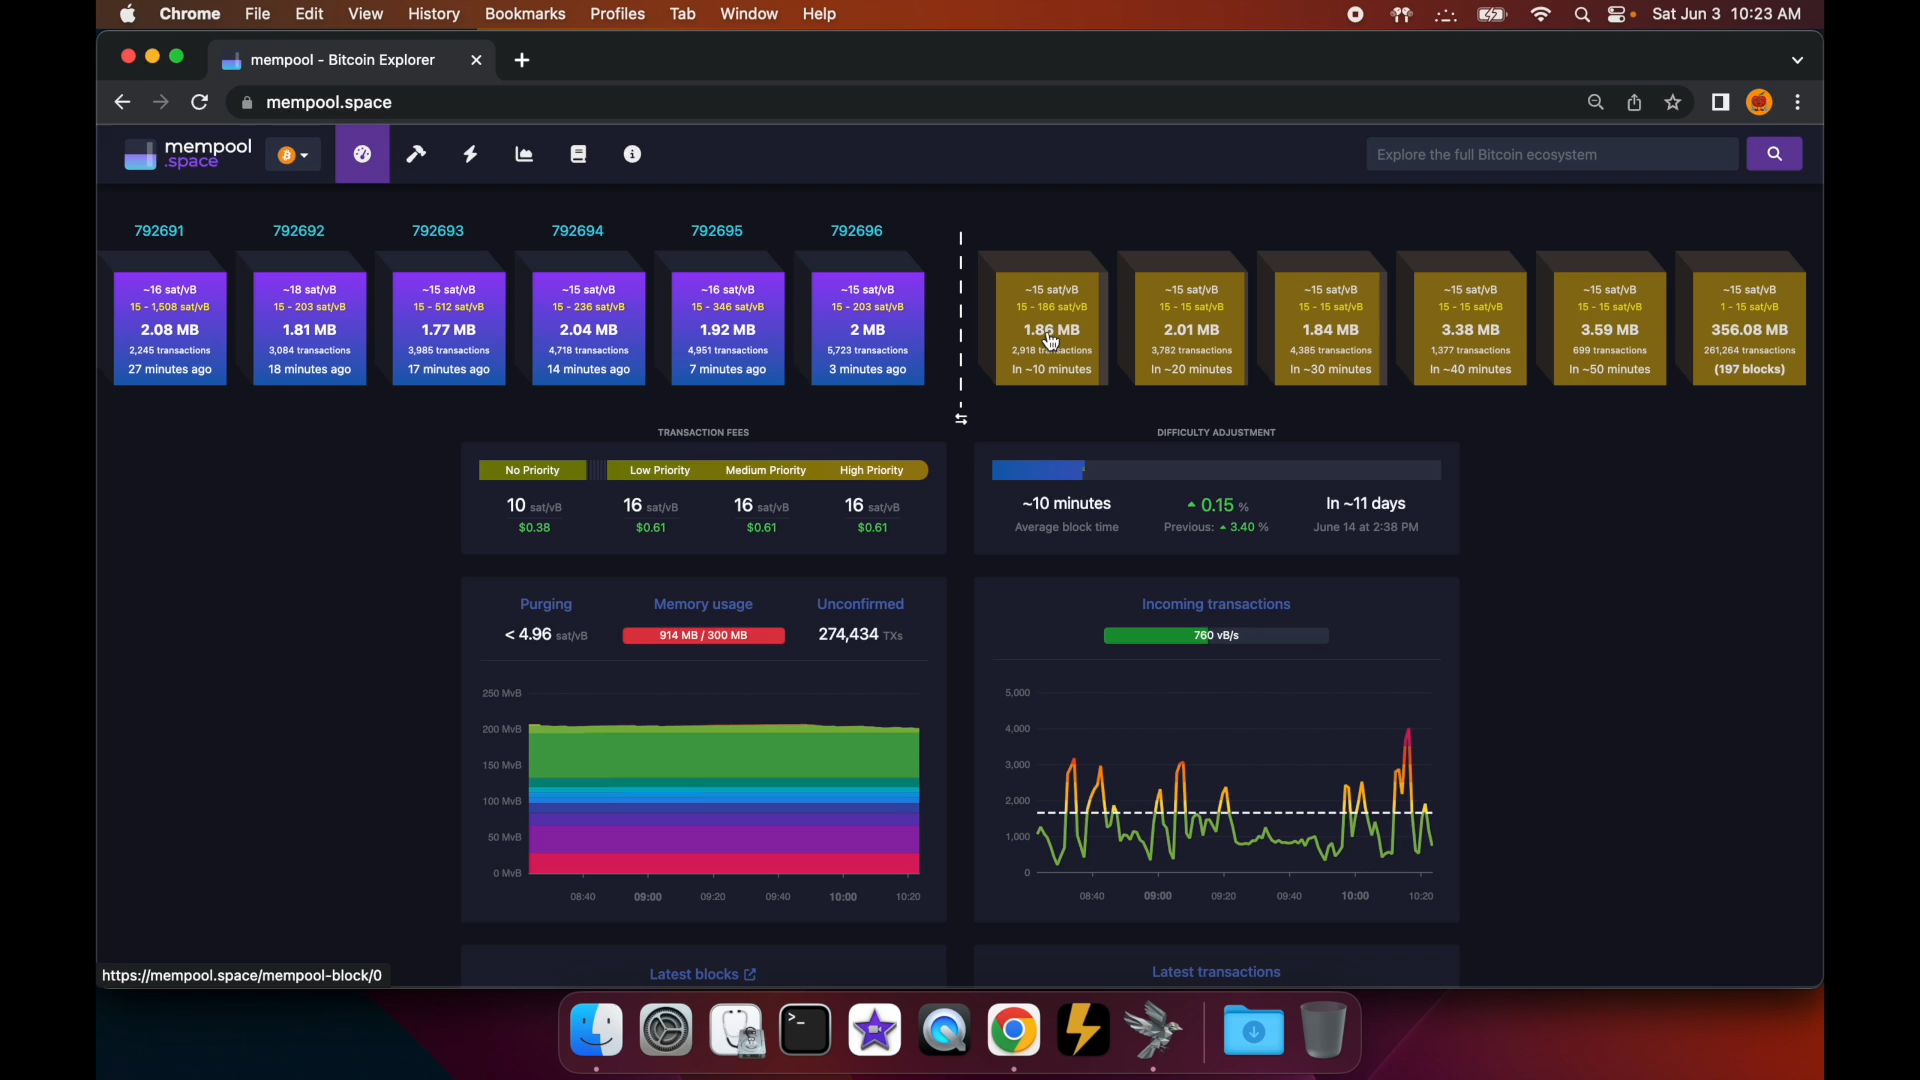 Chrome File Edit View History Bookmarks Profiles Tab Window Help Sat Jun 3 10:23 AM
mempool - Bitcoin Explorer
mempool.space
mempool
.space
Explore the full Bitcoin ecosystem
792691 792692 792693 792694 792695 792696
~16 sat/vB ~18 sat/vB ~15 sat/vB ~15 sat/vB ~16 sat/vB ~15 sat/vB ~15 sat/vB ~15 sat/vB ~15 sat/vB ~15 sat/vB ~15 sat/vB ~15 sat/vB
15 - 1,508 sat/vB 15 - 203 sat/vB 15 - 512 sat/vB 15 - 236 sat/vB 15 - 346 sat/vB 15 - 203 sat/vB 15 - 186 sat/vB 15 - 15 sat/vB 15 - 15 sat/vB 15 - 15 sat/vB 15 - 15 sat/vB 1 - 15 sat/vB
2.08 MB 1.81 MB 1.77 MB 2.04 MB 1.92 MB 2 MB 1.86 MB 2.01 MB 1.84 MB 3.38 MB 3.59 MB 356.08 MB
2,245 transactions 3,084 transactions 3,985 transactions 4,718 transactions 4,951 transactions 5,723 transactions 2,918 transactions 3,782 transactions 4,385 transactions 1,377 transactions 699 transactions 261,264 transactions
27 minutes ago 18 minutes ago 17 minutes ago 14 minutes ago 7 minutes ago 3 minutes ago In ~10 minutes In ~20 minutes In ~30 minutes In ~40 minutes In ~50 minutes (197 blocks)
TRANSACTION FEES
No Priority Low Priority Medium Priority High Priority
10 sat/vB 16 sat/vB 16 sat/vB 16 sat/vB
$0.38 $0.61 $0.61 $0.61
DIFFICULTY ADJUSTMENT
~10 minutes 0.15 % In ~11 days
Average block time Previous: 3.40 % June 14 at 2:38 PM
Purging Memory usage Unconfirmed
< 4.96 sat/vB 914 MB / 300 MB 274,434 TXs
250 MvB
200 MvB
150 MvB
100 MvB
50 MvB
0 MvB
08:40 09:00 09:20 09:40 10:00 10:20
Incoming transactions
760 vB/s
5,000
4,000
3,000
2,000
1,000
0
08:40 09:00 09:20 09:40 10:00 10:20
Latest blocks Latest transactions
https://mempool.space/mempool-block/0